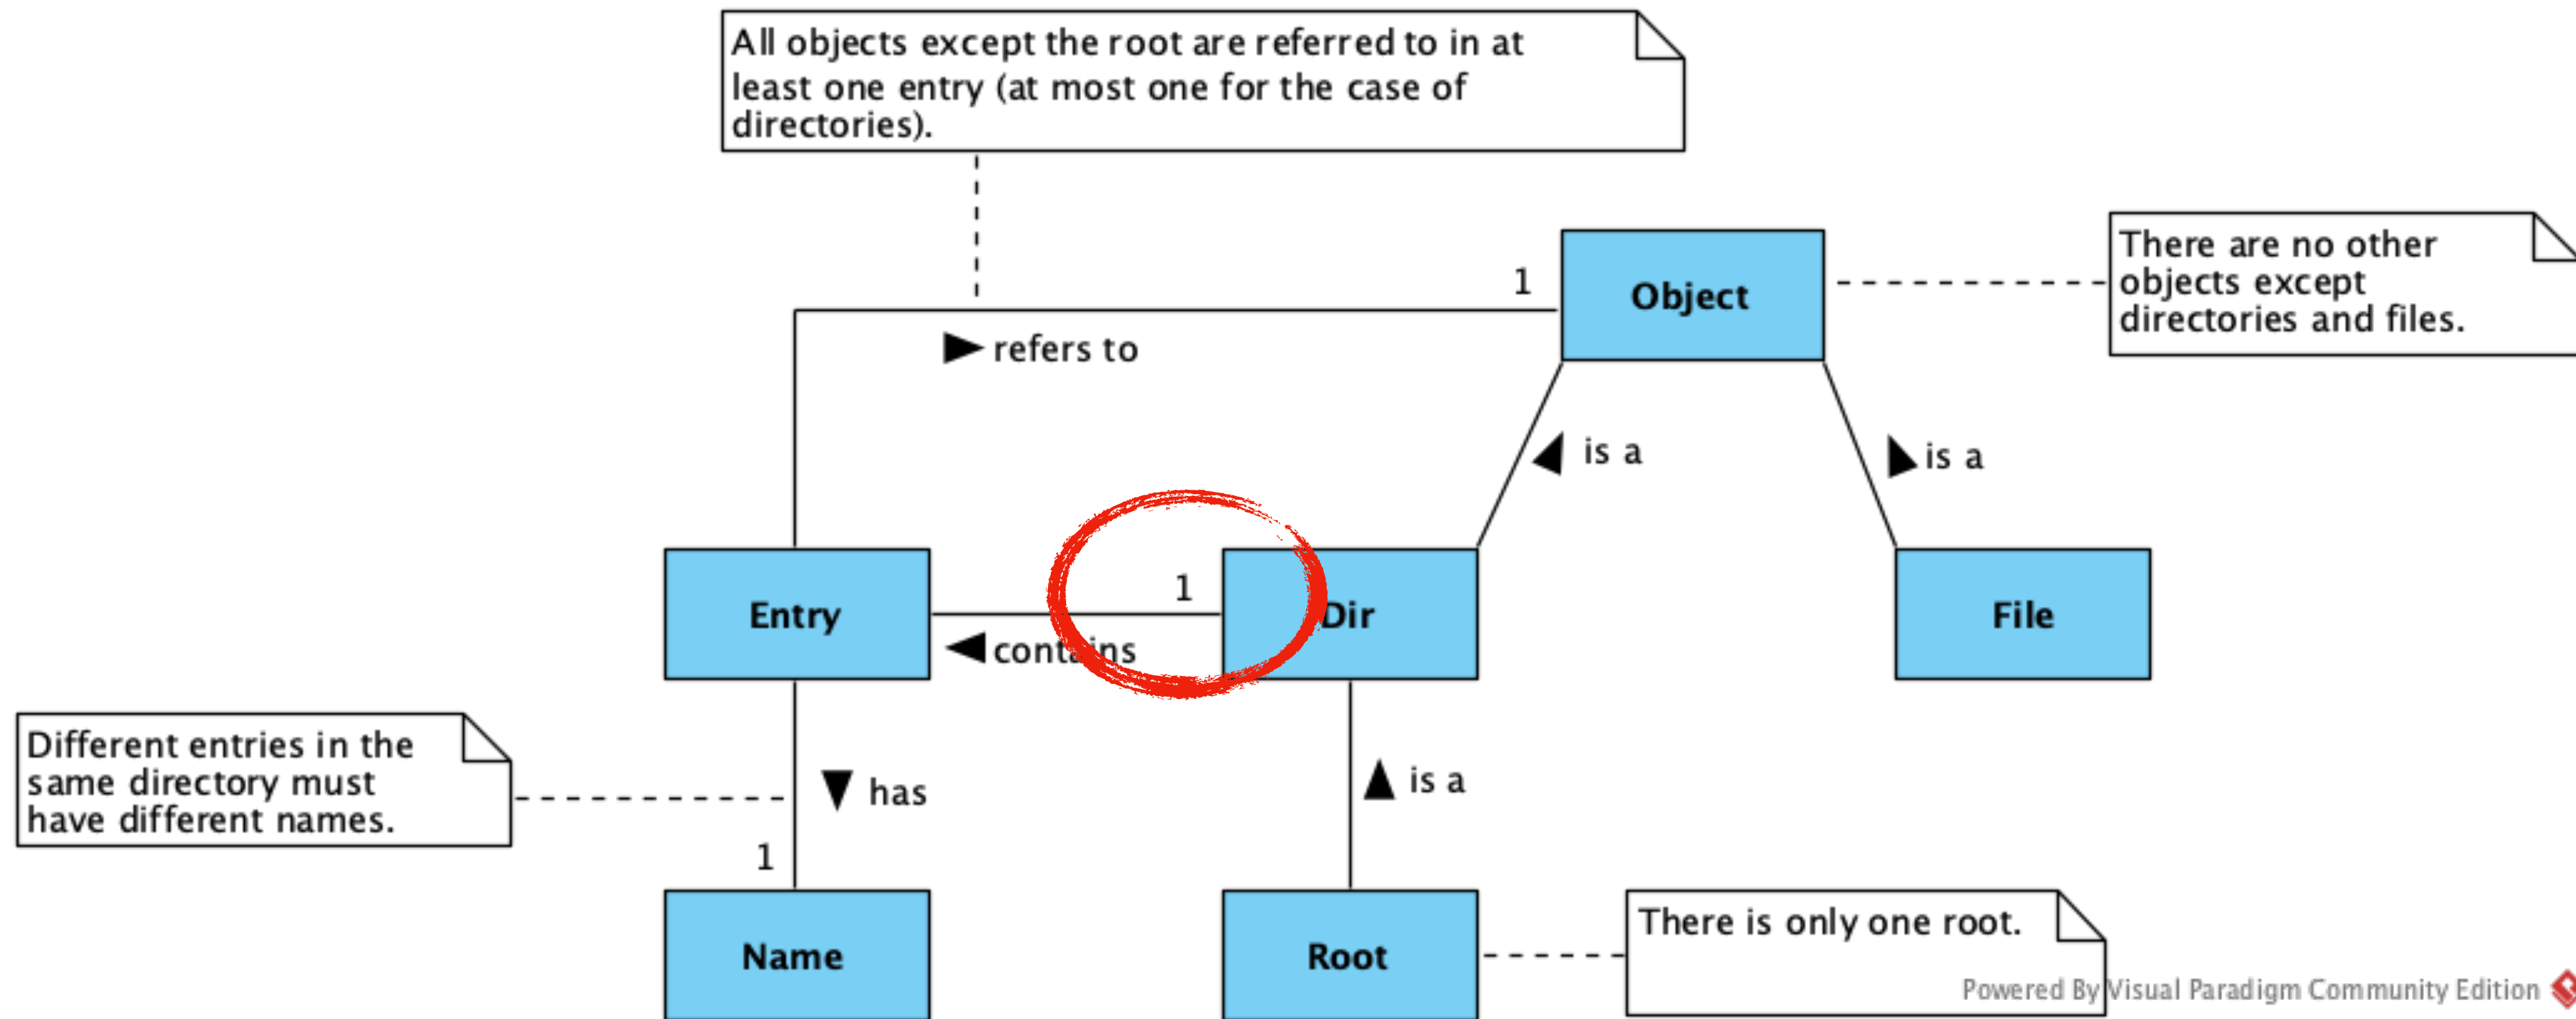 All objects except the root are referred to in at
least one entry (at most one for the case of
directories).
There are no other
objects except
directories and files.
1
Object
refers to
is a
is a
1
Entry
Dir
File
contains
Different entries in the
same directory must
have different names.
has
is a
1
Name
Root
There is only one root.
Powered By Visual Paradigm Community Edition